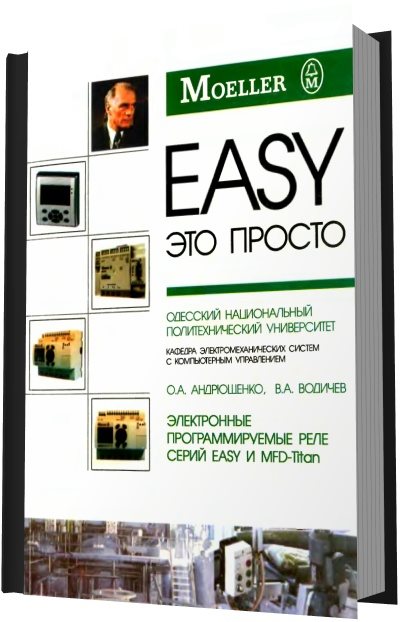 MOELLER
M
EASY
ЭТО ПРОСТО
ОДЕССКИЙ НАЦИОНАЛЬНЫЙ
ПОЛИТЕХНИЧЕСКИЙ УНИВЕРСИТЕТ
КАФЕДРА ЭЛЕКТРОМЕХАНИЧЕСКИХ СИСТЕМ
С КОМПЬЮТЕРНЫМ УПРАВЛЕНИЕМ
О.А. АНДРЮЩЕНКО, В.А. ВОДИЧЕВ
ЭЛЕКТРОННЫЕ
ПРОГРАММИРУЕМЫЕ РЕЛЕ
СЕРИЙ EASY И MFD-Titan